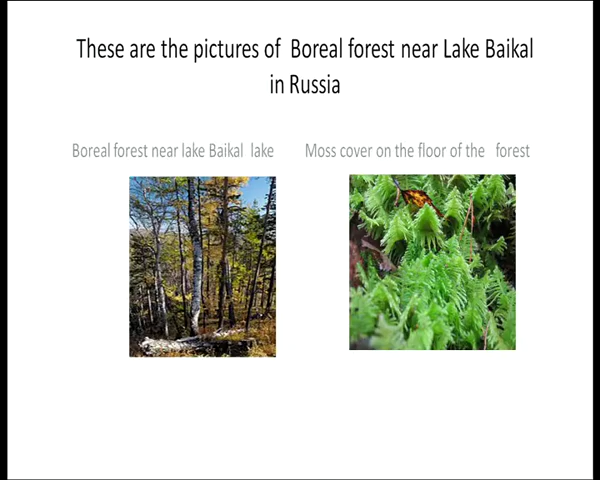 These are the pictures of Boreal forest near Lake Baikal
in Russia
Boreal forest near lake Baikal lake
Moss cover on the floor of the forest